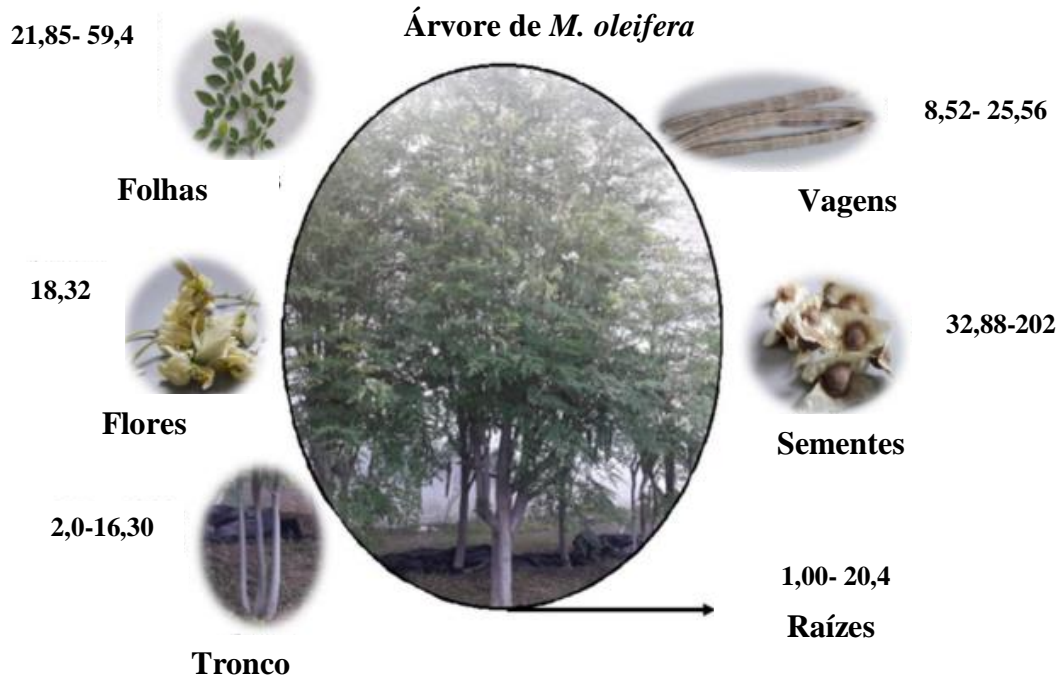 Árvore de M. oleifera
21,85- 59,4
Folhas
8,52- 25,56
Vagens
18,32
Flores
32,88-202
Sementes
2,0-16,30
Tronco
1,00- 20,4
Raízes